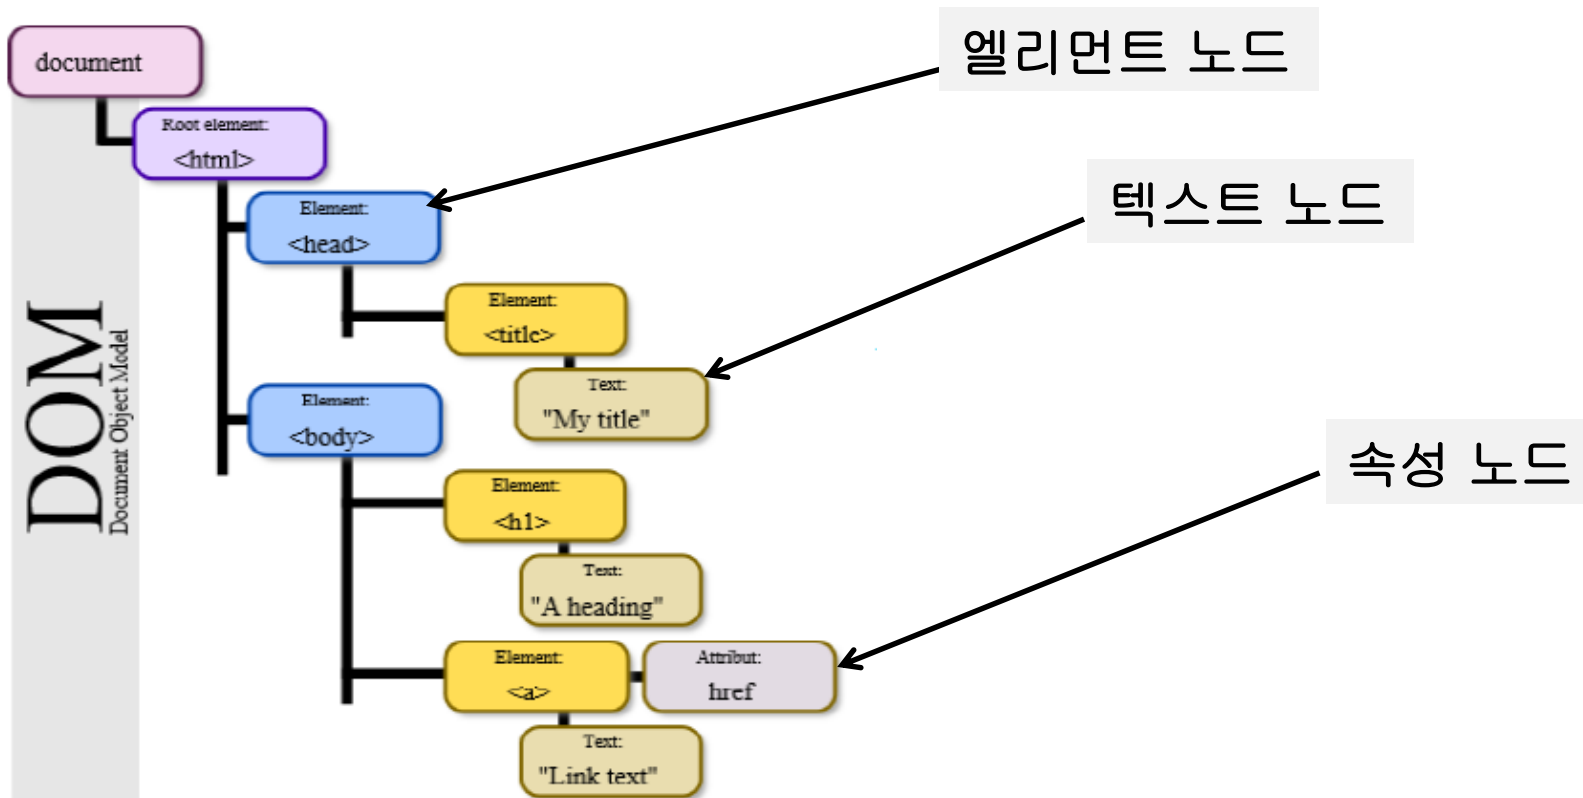 document
엘리먼트 노드
Root element:
<html>
텍스트 노드
Element:
<head>
Element:
<title>
Text:
"My title"
Element:
<body>
속성 노드
Element:
<h1>
Text:
"A heading"
Element:
<a>
Attribut:
href
Text:
"Link text"
DOM
Document Object Model